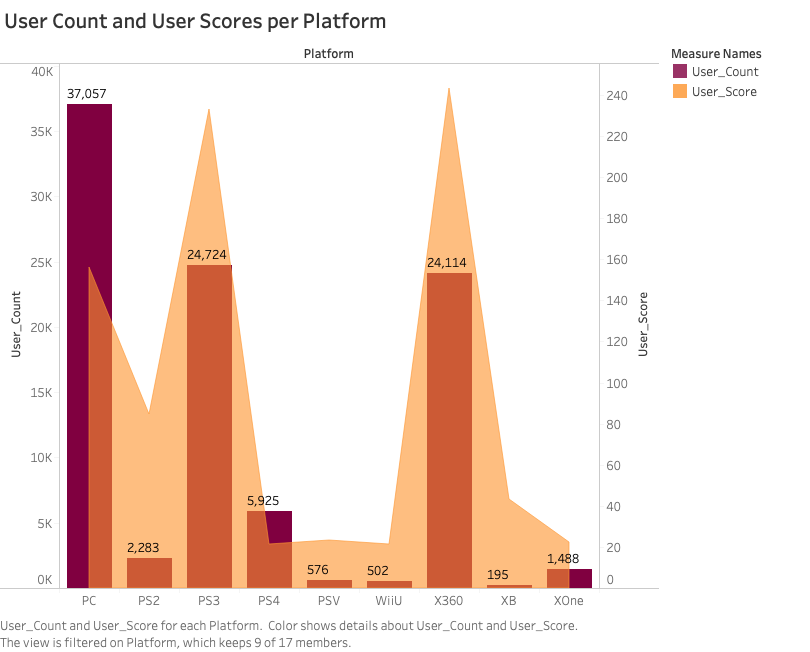 User Count and User Scores per Platform
Platform
Measure Names
User_Count
User_Score
40K
35K
30K
25K
20K
15K
10K
5K
0K
User_Count
37,057
2,283
24,724
5,925
576
502
24,114
195
1,488
240
220
200
180
160
140
120
100
80
60
40
20
0
User_Score
PC PS2 PS3 PS4 PSV WiiU X360 XB XOne
User_Count and User_Score for each Platform. Color shows details about User_Count and User_Score.
The view is filtered on Platform, which keeps 9 of 17 members.